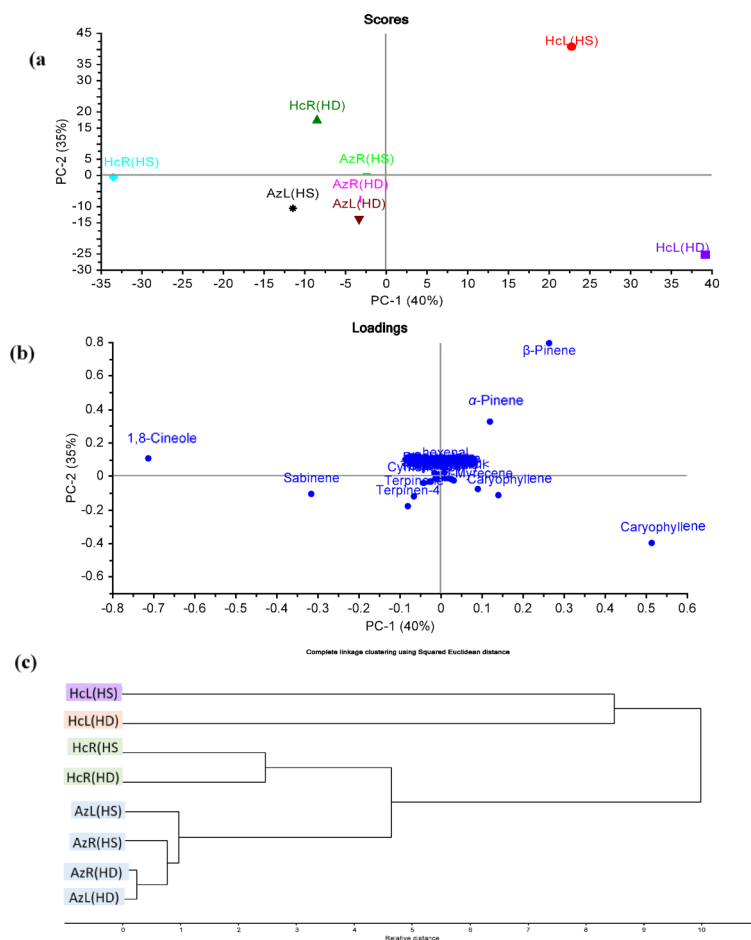 Scores
(a
45
35
25
15
5
0
-10
-15
-25
-30
PC-2 (35%)
HcL(HS)
HcR(HD)
HcR(HS)
AzR(HS)
AzL(HS)
AzR(HD)
AzL(HD)
HcL(HD)
-35 -30 -25 -20 -15 -10 -5 0 5 10 15 20 25 30 35 40
PC-1 (40%)
Loadings
(b)
0.8
0.6
0.4
0.2
0
-0.2
-0.4
-0.6
PC-2 (35%)
β-Pinene
α-Pinene
1,8-Cineole
Sabinene
Terpinen-4
Caryophyllene
Caryophyllene
-0.8 -0.7 -0.6 -0.5 -0.4 -0.3 -0.2 -0.1 0 0.1 0.2 0.3 0.4 0.5 0.6
PC-1 (40%)
Complete linkage clustering using Squared Euclidean distance
(c)
HcL(HS)
HcL(HD)
HcR(HS
HcR(HD)
AzL(HS)
AzR(HS)
AzR(HD)
AzL(HD)
0 1 2 3 4 5 6 7 8 9 10
Relative distance